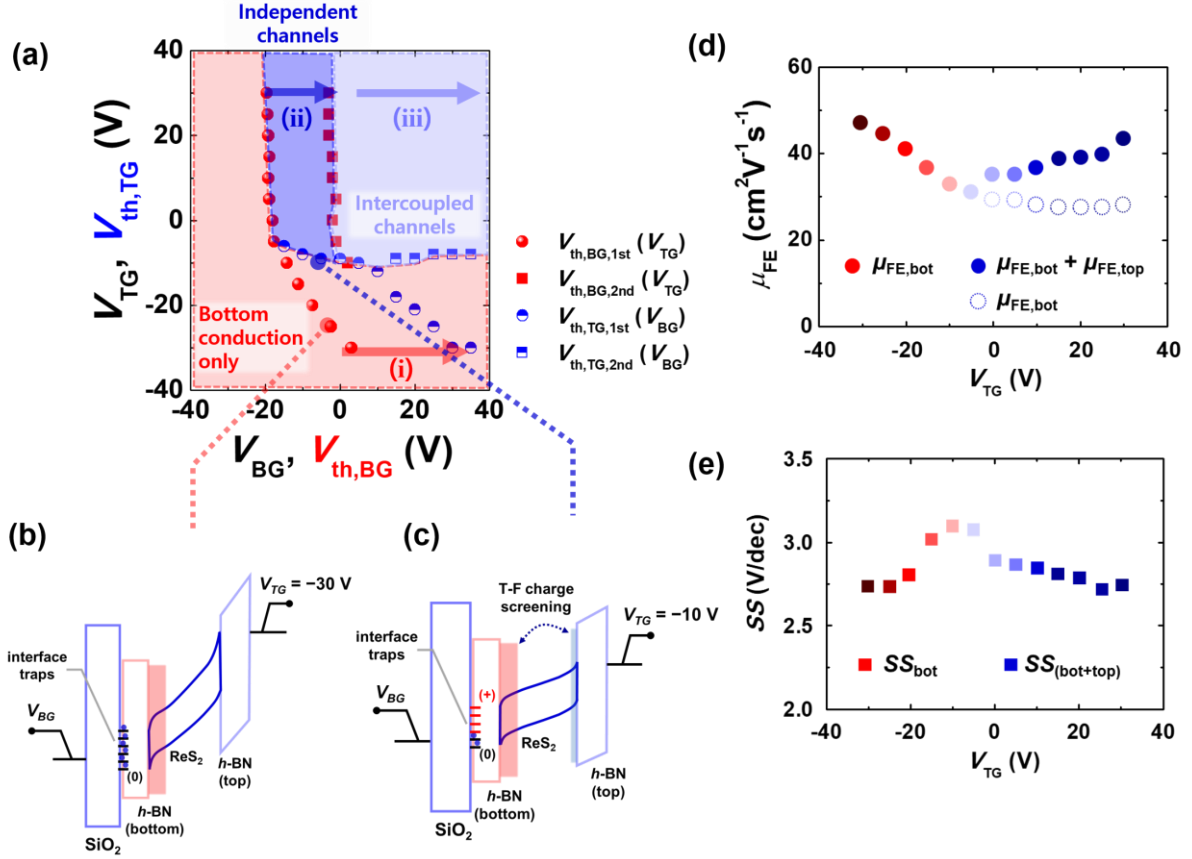 (a)
Independent
channels
V_TG, V_th,TG (V)
40
20
0
-20
-40
(ii)
(iii)
Intercoupled
channels
Bottom
conduction
only
(i)
-40 -20 0 20 40
V_BG, V_th,BG (V)
V_th,BG,1st (V_TG)
V_th,BG,2nd (V_TG)
V_th,TG,1st (V_BG)
V_th,TG,2nd (V_BG)
(b)
V_TG = −30 V
interface
traps
V_BG
(0)
ReS₂
h-BN
(top)
h-BN
(bottom)
SiO₂
(c)
T-F charge
screening
V_TG = −10 V
interface
traps
(+)
V_BG
(0)
ReS₂
h-BN
(top)
h-BN
(bottom)
SiO₂
(d)
μ_FE (cm²V⁻¹s⁻¹)
60
40
20
0
μ_FE,bot
μ_FE,bot + μ_FE,top
μ_FE,bot
-40 -20 0 20 40
V_TG (V)
(e)
SS (V/dec)
3.5
3.0
2.5
2.0
SS_bot
SS_(bot+top)
-40 -20 0 20 40
V_TG (V)